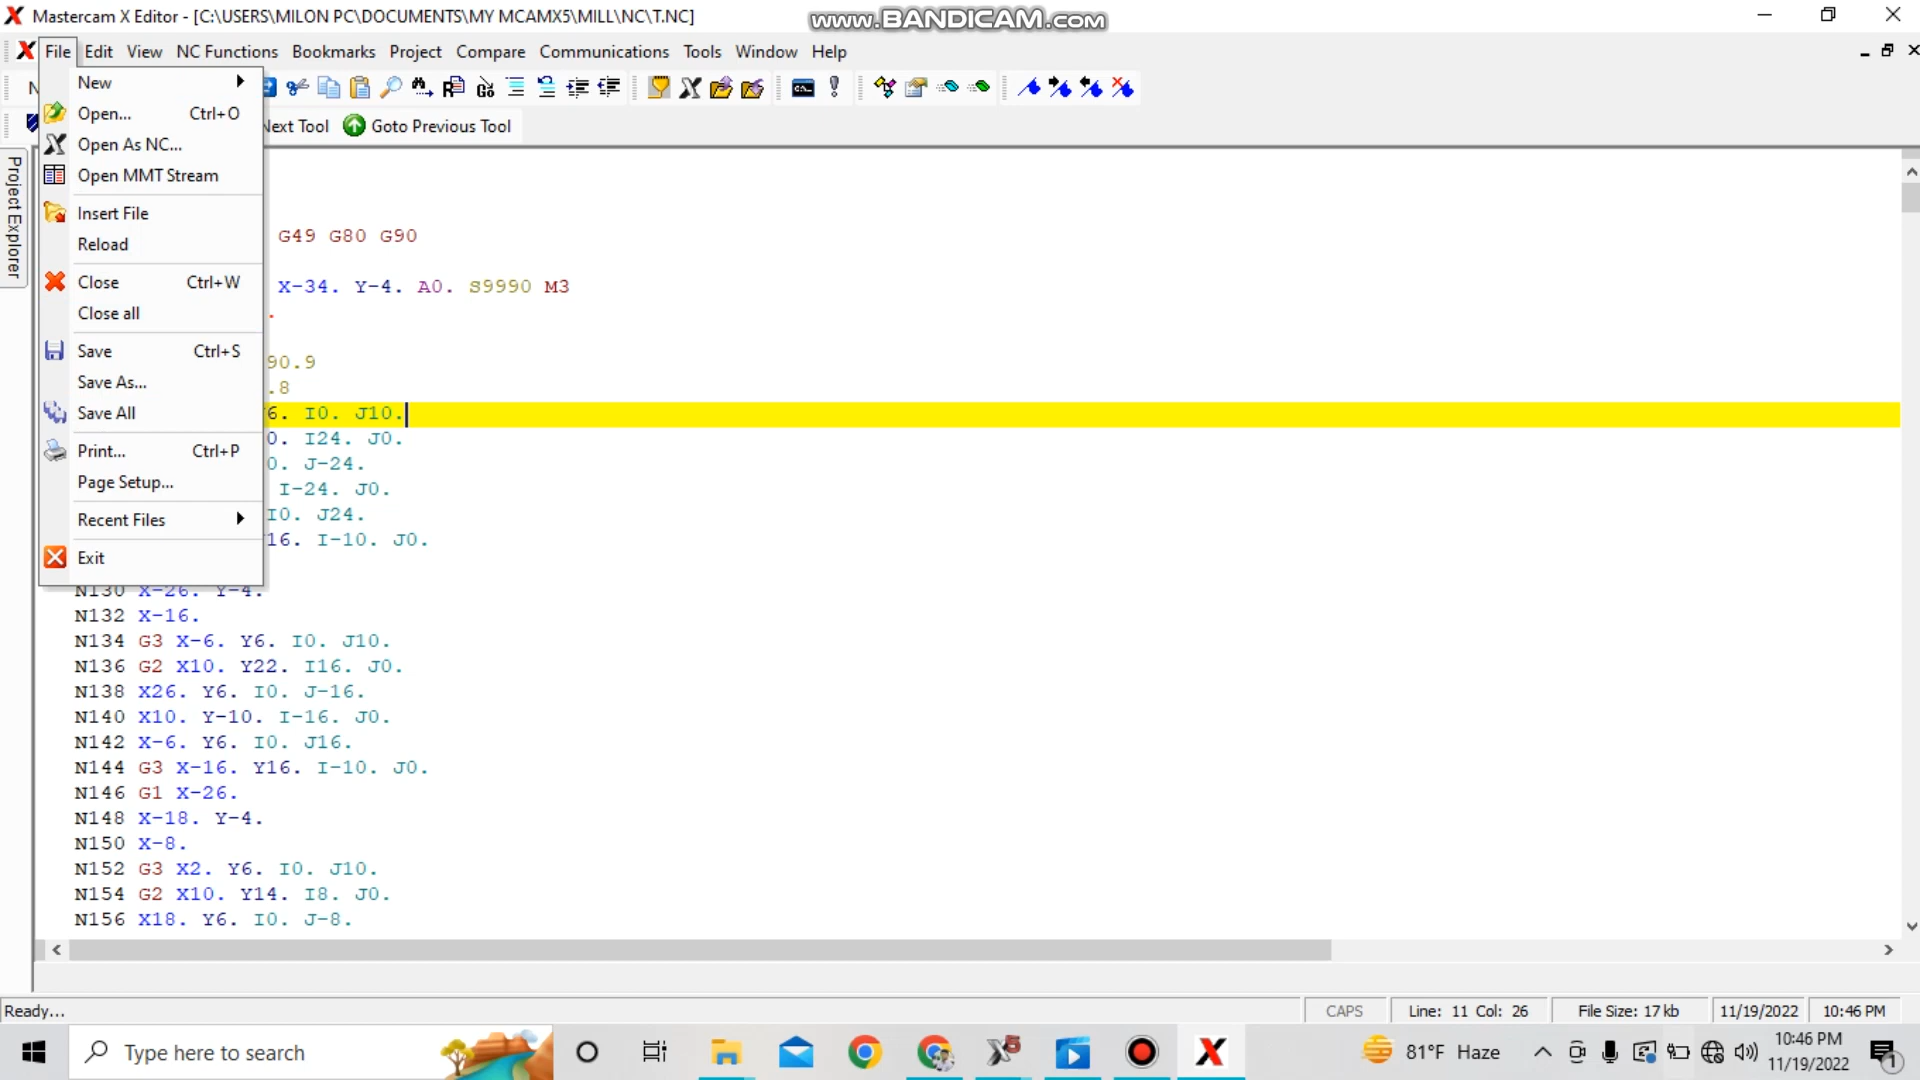 Mastercam X Editor - [C:\USERS\MILON PC\DOCUMENTS\MY MCAMX5\MILL\NC\T.NC]
www.BANDICAM.com
File Edit View NC Functions Bookmarks Project Compare Communications Tools Window Help
N
Next Tool Goto Previous Tool
New
Open... Ctrl+O
Open As NC...
Open MMT Stream
Insert File
Reload
Close Ctrl+W
Close all
Save Ctrl+S
Save As...
Save All
Print... Ctrl+P
Page Setup...
Recent Files
Exit
Project Explorer
G49 G80 G90
X-34. Y-4. A0. S9990 M3
.
90.9
.8
6. I0. J10.
0. I24. J0.
0. J-24.
I-24. J0.
I0. J24.
16. I-10. J0.
N130 X-26. Y-4.
N132 X-16.
N134 G3 X-6. Y6. I0. J10.
N136 G2 X10. Y22. I16. J0.
N138 X26. Y6. I0. J-16.
N140 X10. Y-10. I-16. J0.
N142 X-6. Y6. I0. J16.
N144 G3 X-16. Y16. I-10. J0.
N146 G1 X-26.
N148 X-18. Y-4.
N150 X-8.
N152 G3 X2. Y6. I0. J10.
N154 G2 X10. Y14. I8. J0.
N156 X18. Y6. I0. J-8.
Ready... CAPS Line: 11 Col: 26 File Size: 17 kb 11/19/2022 10:46 PM
Type here to search
81°F Haze
10:46 PM
11/19/2022
1